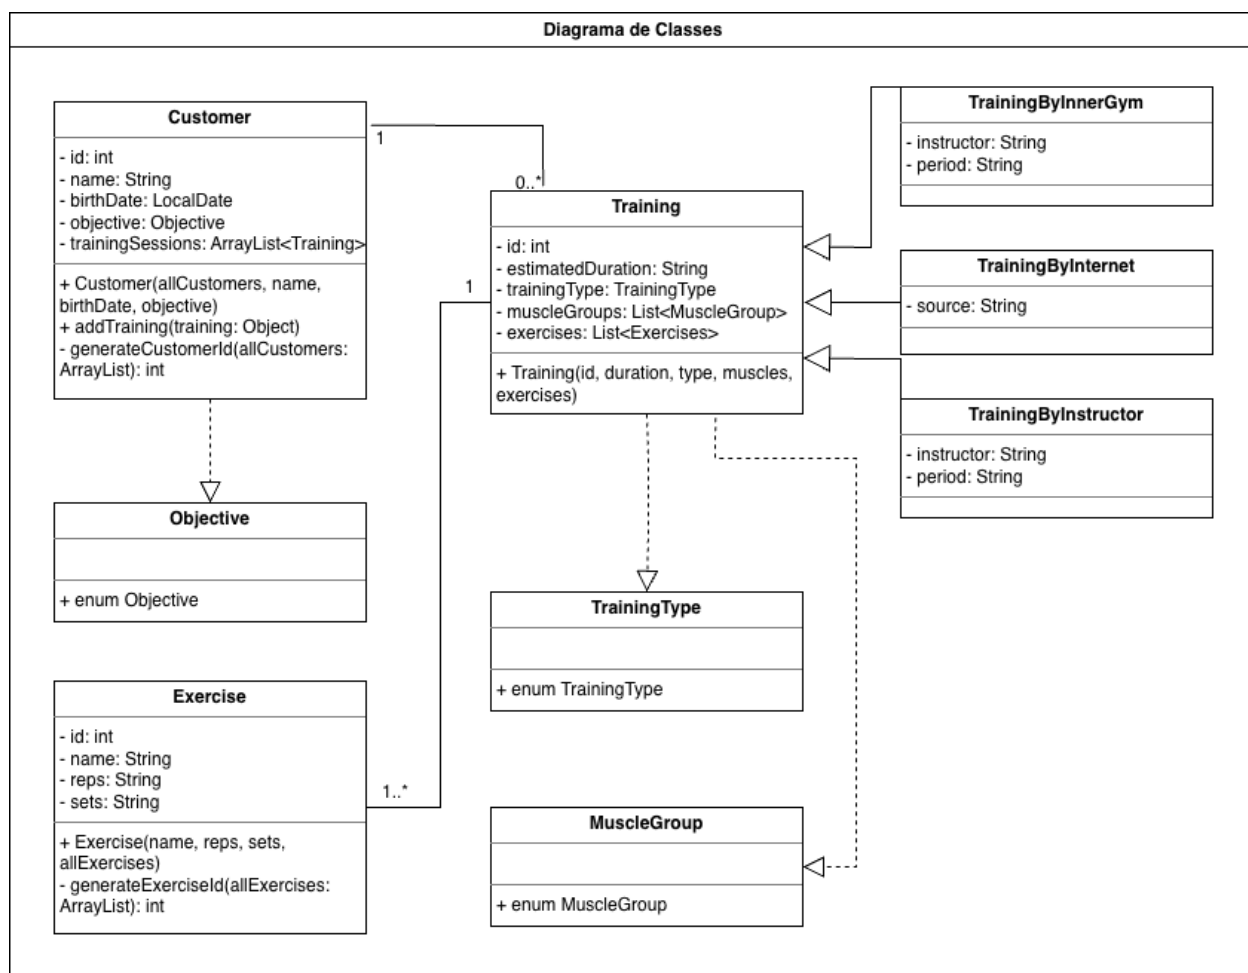 Diagrama de Classes
Customer
- id: int
- name: String
- birthDate: LocalDate
- objective: Objective
- trainingSessions: ArrayList<Training>
+ Customer(allCustomers, name,
birthDate, objective)
+ addTraining(training: Object)
- generateCustomerId(allCustomers:
ArrayList): int
1
0..*
Training
- id: int
- estimatedDuration: String
- trainingType: TrainingType
- muscleGroups: List<MuscleGroup>
- exercises: List<Exercises>
+ Training(id, duration, type, muscles,
exercises)
TrainingByInnerGym
- instructor: String
- period: String
TrainingByInternet
- source: String
TrainingByInstructor
- instructor: String
- period: String
1
1..*
Objective
+ enum Objective
Exercise
- id: int
- name: String
- reps: String
- sets: String
+ Exercise(name, reps, sets,
allExercises)
- generateExerciseId(allExercises:
ArrayList): int
TrainingType
+ enum TrainingType
MuscleGroup
+ enum MuscleGroup